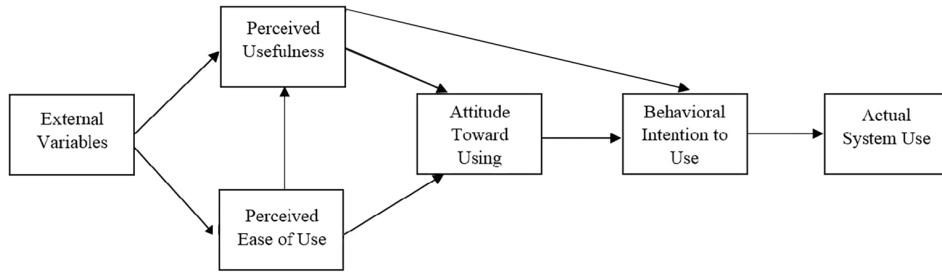 Perceived
Usefulness
External
Variables
Attitude
Toward
Using
Behavioral
Intention to
Use
Actual
System Use
Perceived
Ease of Use